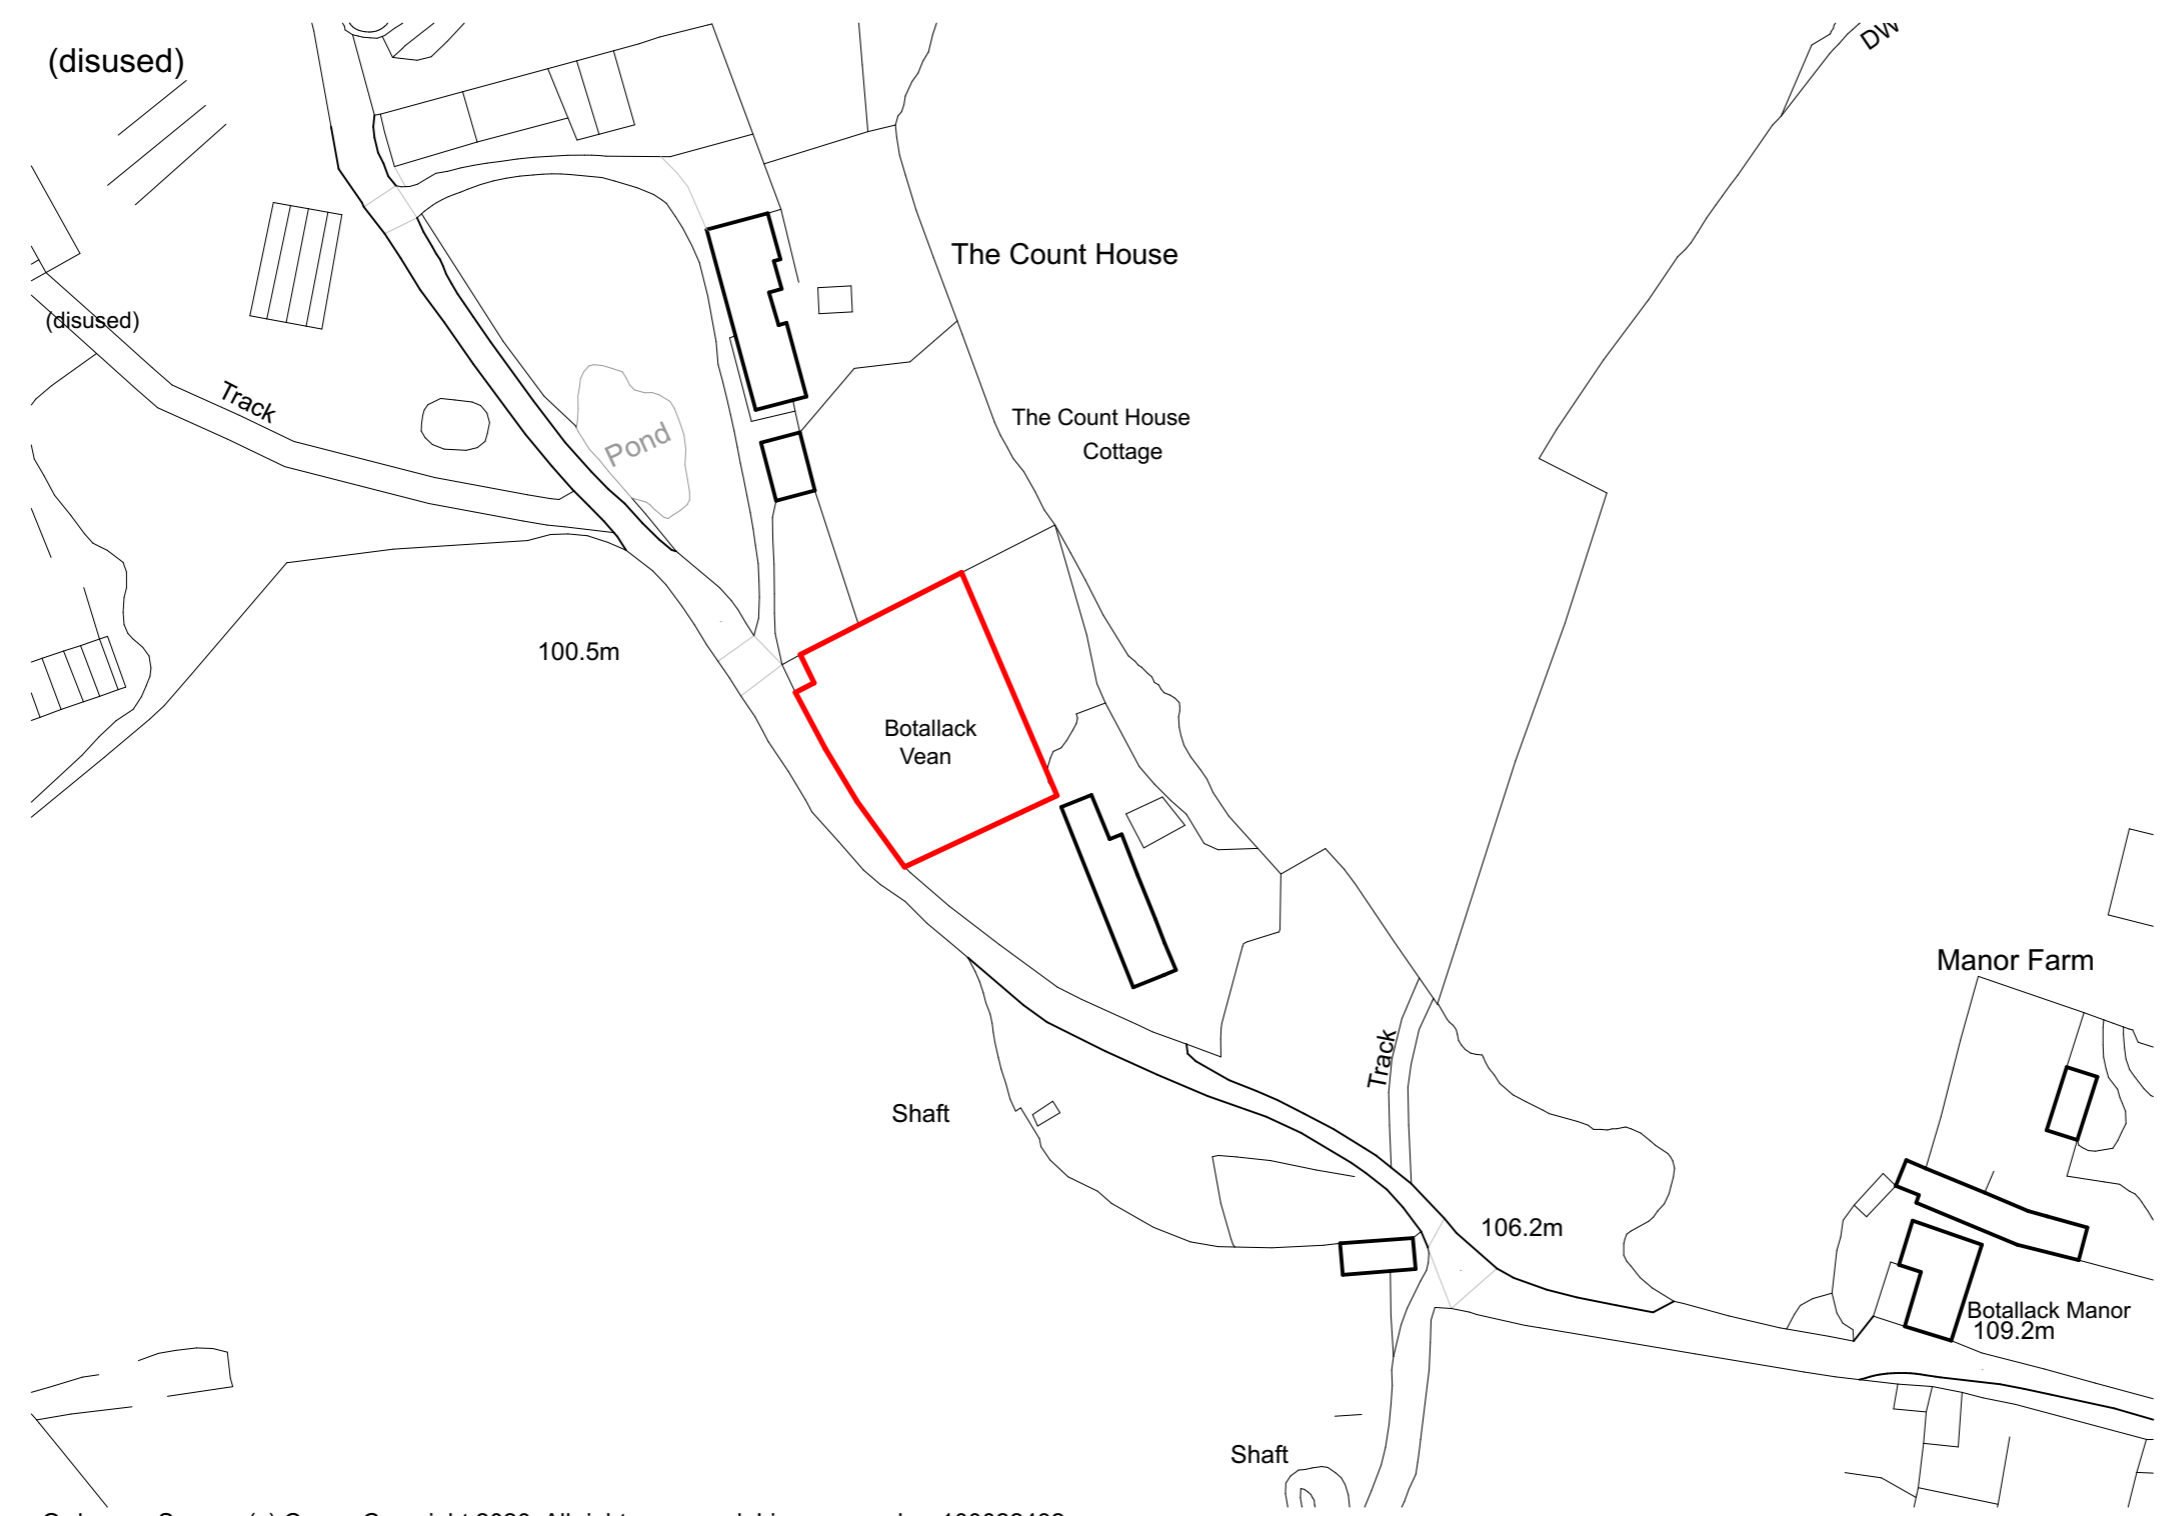 (disused)
DW
The Count House
(disused)
Track
The Count House
Cottage
Pond
100.5m
Botallack
Vean
Manor Farm
Track
Shaft
106.2m
Botallack Manor
109.2m
Shaft